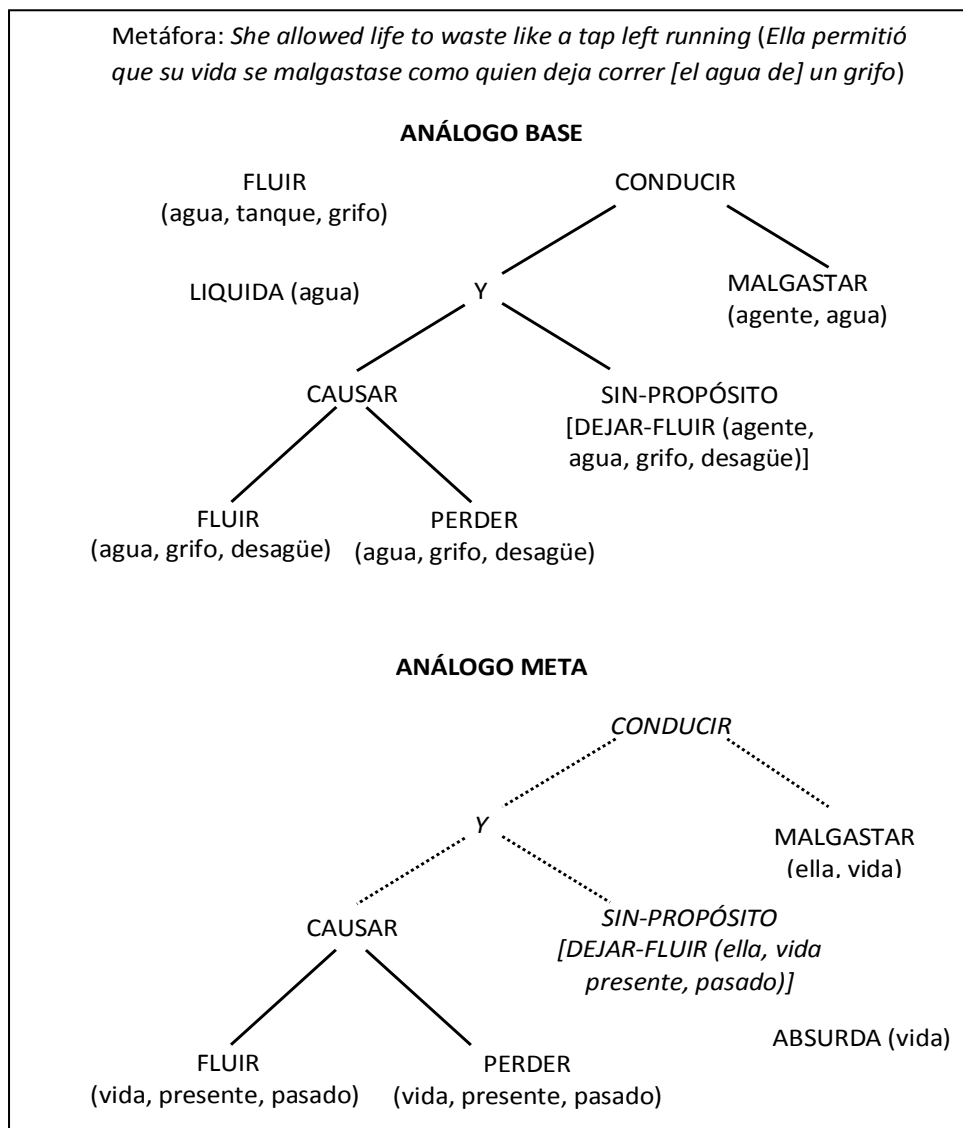 Metáfora: She allowed life to waste like a tap left running (Ella permitió
que su vida se malgastase como quien deja correr [el agua de] un grifo)
ANÁLOGO BASE
FLUIR
(agua, tanque, grifo)
CONDUCIR
LIQUIDA (agua)
Y
MALGASTAR
(agente, agua)
CAUSAR
SIN-PROPÓSITO
[DEJAR-FLUIR (agente,
agua, grifo, desagüe)]
FLUIR
(agua, grifo, desagüe)
PERDER
(agua, grifo, desagüe)
ANÁLOGO META
CONDUCIR
Y
MALGASTAR
(ella, vida)
CAUSAR
SIN-PROPÓSITO
[DEJAR-FLUIR (ella, vida
presente, pasado)]
ABSURDA (vida)
FLUIR
(vida, presente, pasado)
PERDER
(vida, presente, pasado)